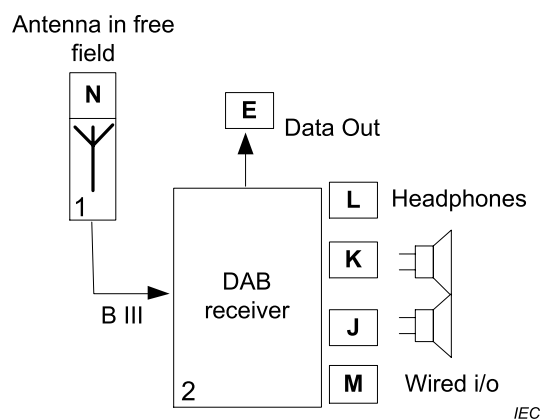 Antenna in free
field
N
1
B III
E
Data Out
DAB
receiver
2
L
Headphones
K
J
M
Wired i/o
IEC